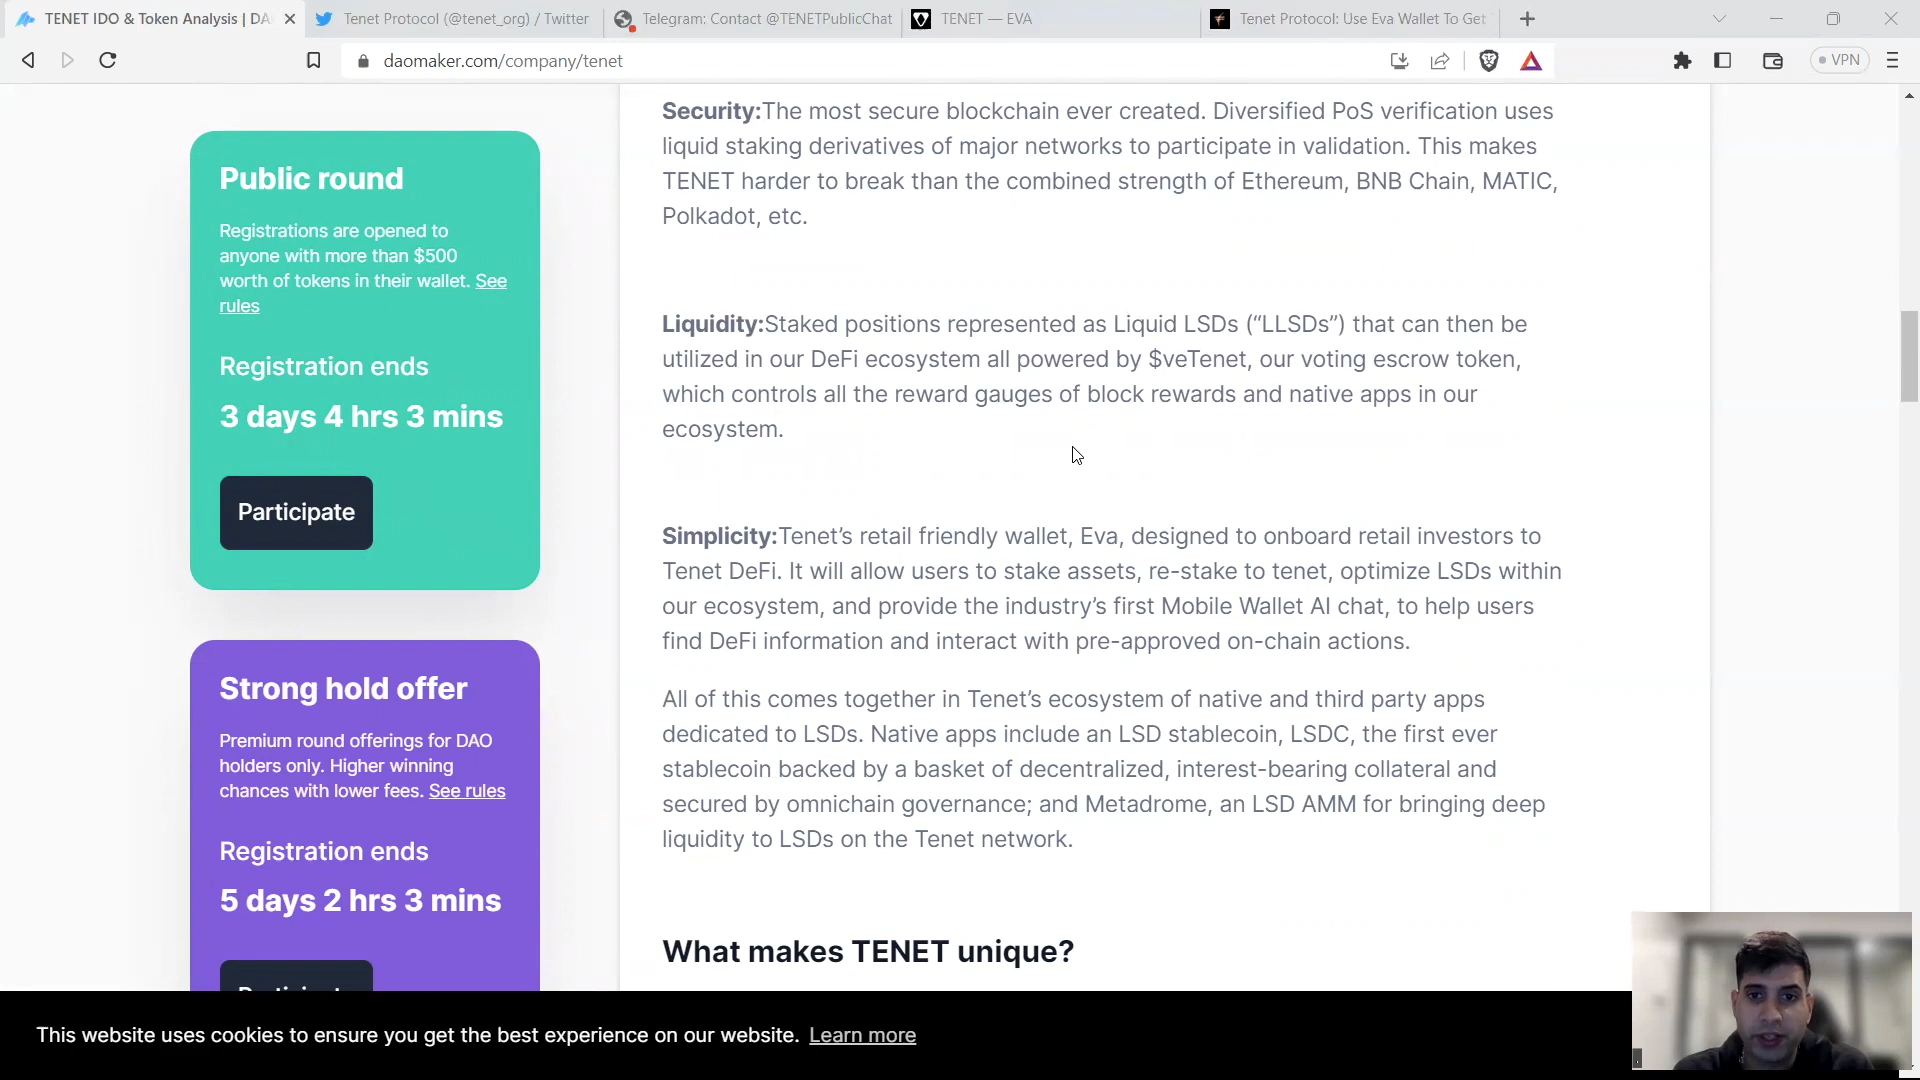 TENET IDO & Token Analysis | DA
Tenet Protocol (@tenet_org) / Twitter
Telegram: Contact @TENETPublicChat
TENET — EVA
Tenet Protocol: Use Eva Wallet To Get
daomaker.com/company/tenet
VPN
Public round
Registrations are opened to
anyone with more than $500
worth of tokens in their wallet. See
rules
Registration ends
3 days 4 hrs 3 mins
Participate
Strong hold offer
Premium round offerings for DAO
holders only. Higher winning
chances with lower fees. See rules
Registration ends
5 days 2 hrs 3 mins
Security:The most secure blockchain ever created. Diversified PoS verification uses
liquid staking derivatives of major networks to participate in validation. This makes
TENET harder to break than the combined strength of Ethereum, BNB Chain, MATIC,
Polkadot, etc.
Liquidity:Staked positions represented as Liquid LSDs (“LLSDs”) that can then be
utilized in our DeFi ecosystem all powered by $veTenet, our voting escrow token,
which controls all the reward gauges of block rewards and native apps in our
ecosystem.
Simplicity:Tenet’s retail friendly wallet, Eva, designed to onboard retail investors to
Tenet DeFi. It will allow users to stake assets, re-stake to tenet, optimize LSDs within
our ecosystem, and provide the industry’s first Mobile Wallet AI chat, to help users
find DeFi information and interact with pre-approved on-chain actions.
All of this comes together in Tenet’s ecosystem of native and third party apps
dedicated to LSDs. Native apps include an LSD stablecoin, LSDC, the first ever
stablecoin backed by a basket of decentralized, interest-bearing collateral and
secured by omnichain governance; and Metadrome, an LSD AMM for bringing deep
liquidity to LSDs on the Tenet network.
What makes TENET unique?
This website uses cookies to ensure you get the best experience on our website. Learn more